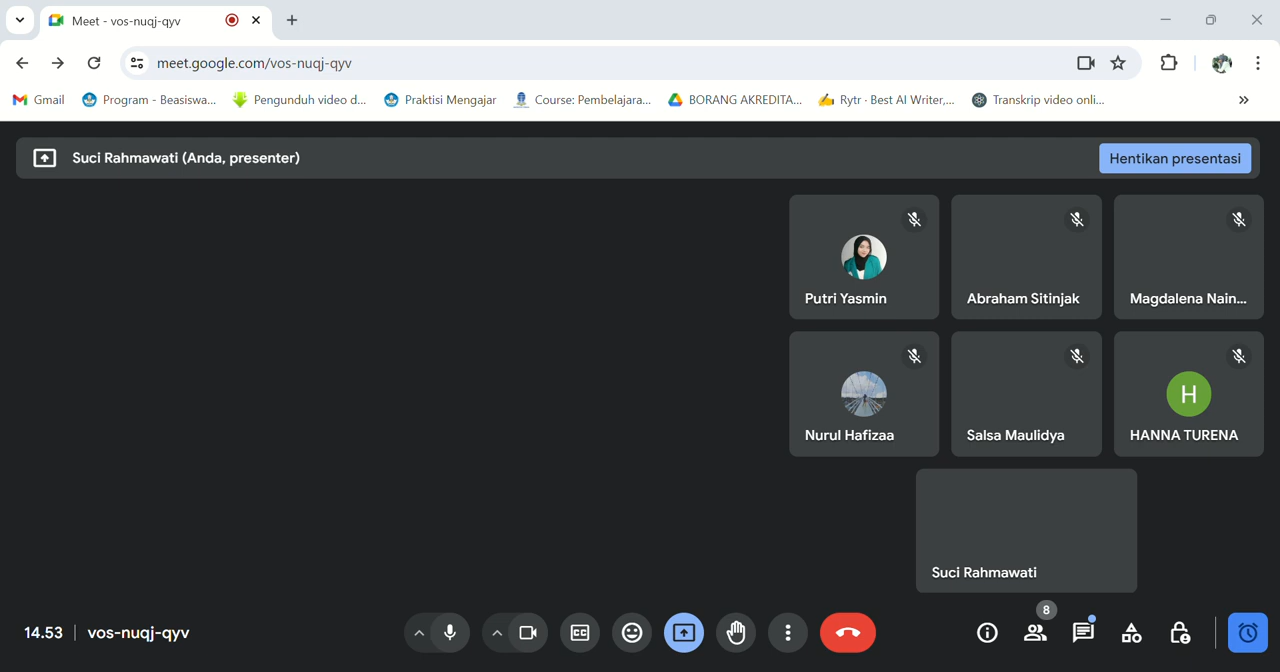 Meet - vos-nuqj-qyv
meet.google.com/vos-nuqj-qyv
Gmail
Program - Beasiswa...
Pengunduh video d...
Praktisi Mengajar
Course: Pembelajara...
BORANG AKREDITA...
Rytr - Best AI Writer,...
Transkrip video onli...
Suci Rahmawati (Anda, presenter)
Hentikan presentasi
Putri Yasmin
Abraham Sitinjak
Magdalena Nain...
Nurul Hafizaa
Salsa Maulidya
H
HANNA TURENA
Suci Rahmawati
14.53
vos-nuqj-qyv
CC
8